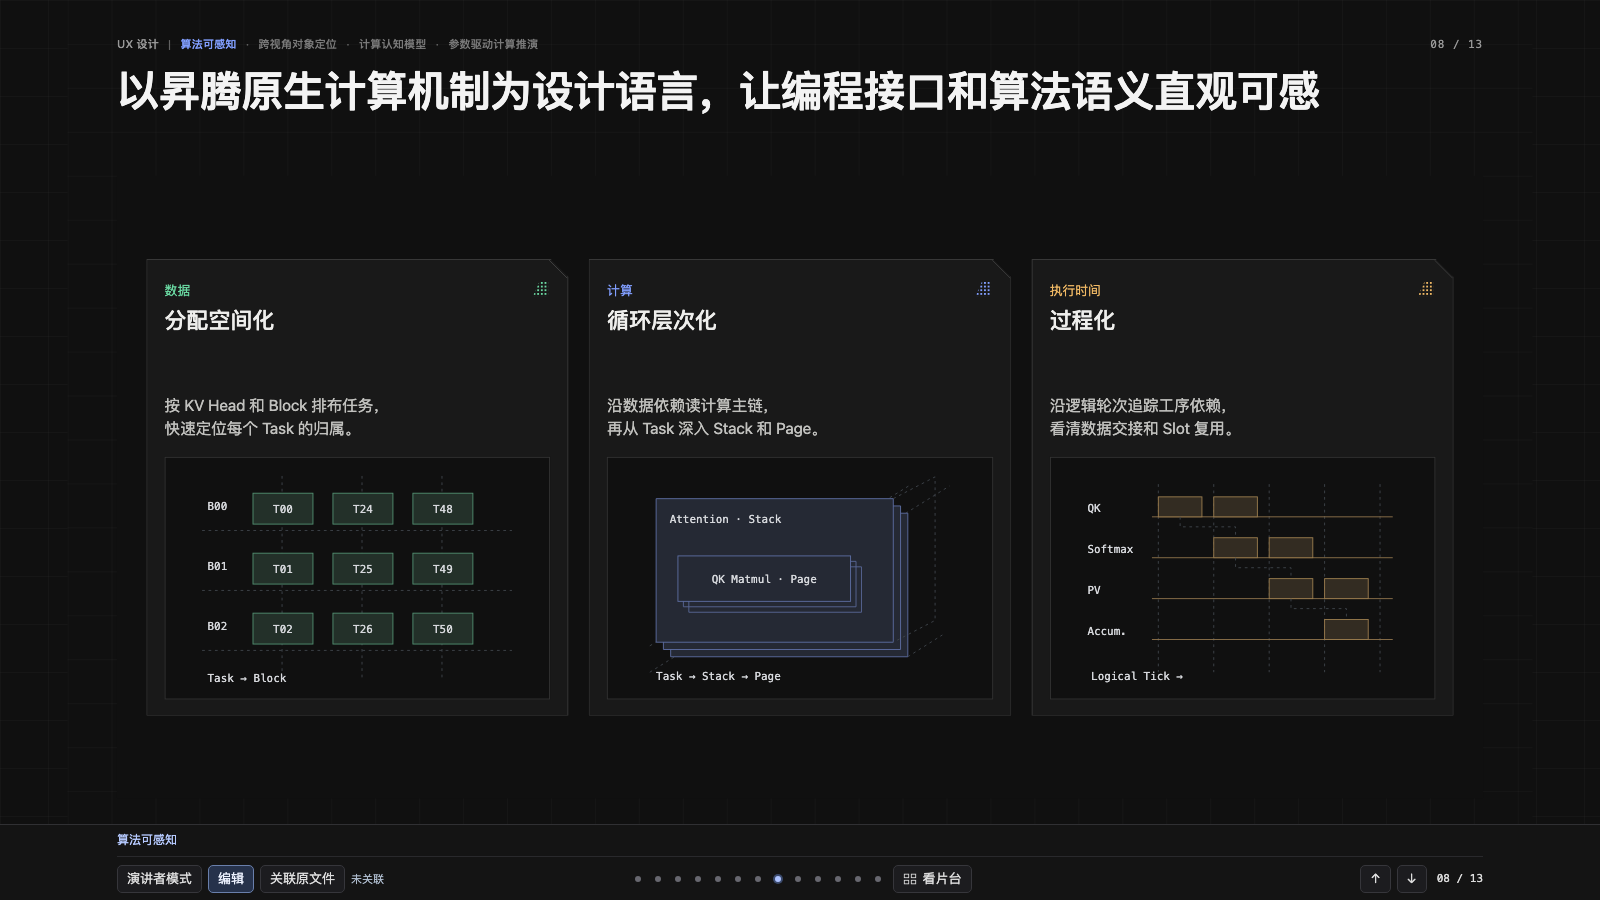 UX 设计 | 算法可感知 · 跨视角对象定位 · 计算认知模型 · 参数驱动计算推演
08 / 13
以昇腾原生计算机制为设计语言，让编程接口和算法语义直观可感
数据
分配空间化
按 KV Head 和 Block 排布任务，
快速定位每个 Task 的归属。
B00 T00 T24 T48
B01 T01 T25 T49
B02 T02 T26 T50
Task → Block
计算
循环层次化
沿数据依赖读计算主链，
再从 Task 深入 Stack 和 Page。
Attention · Stack
QK Matmul · Page
Task → Stack → Page
执行时间
过程化
沿逻辑轮次追踪工序依赖，
看清数据交接和 Slot 复用。
QK
Softmax
PV
Accum.
Logical Tick →
算法可感知
演讲者模式 编辑 关联原文件 未关联 看片台 ↑ ↓ 08 / 13